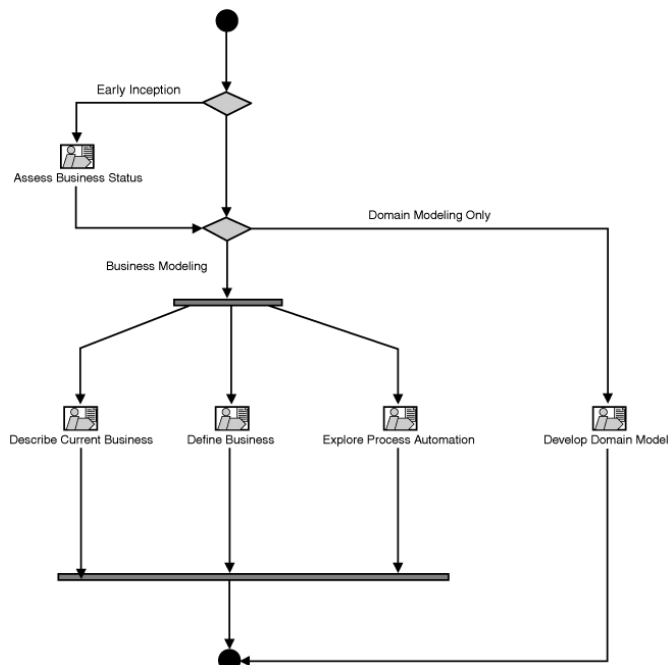 Early Inception
Assess Business Status
Domain Modeling Only
Business Modeling
Describe Current Business
Define Business
Explore Process Automation
Develop Domain Model